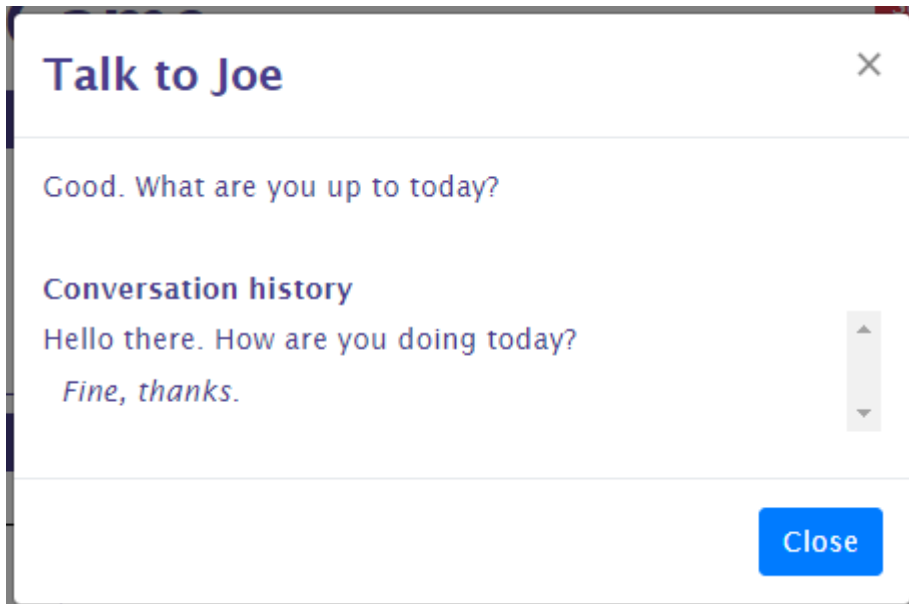 Talk to Joe
×
Good. What are you up to today?
Conversation history
Hello there. How are you doing today?
Fine, thanks.
Close